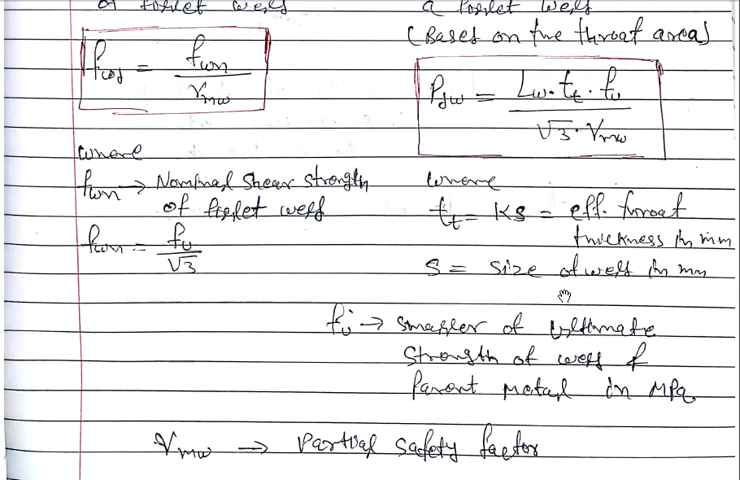 of fillet weld
a fillet weld
(Based on the throat area)
fwd = fwn / γmw
Pdw = Lw. tt. fu / √3. γmw
where
fwn → Nominal Shear Strength
of fillet weld
fwn = fu / √3
where
tt = KS = eff. throat
thickness in mm
S = size of weld in mm
fu → smaller of ultimate
strength of weld &
Parent Metal in MPa
γmw → Partial safety factor